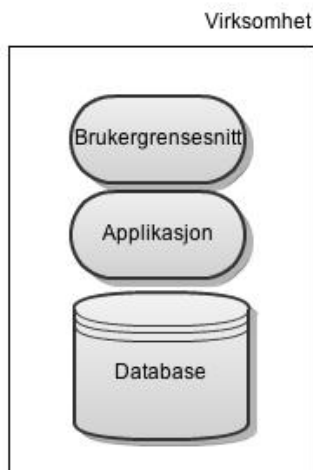 Virksomhet
Brukergrensesnitt
Applikasjon
Database